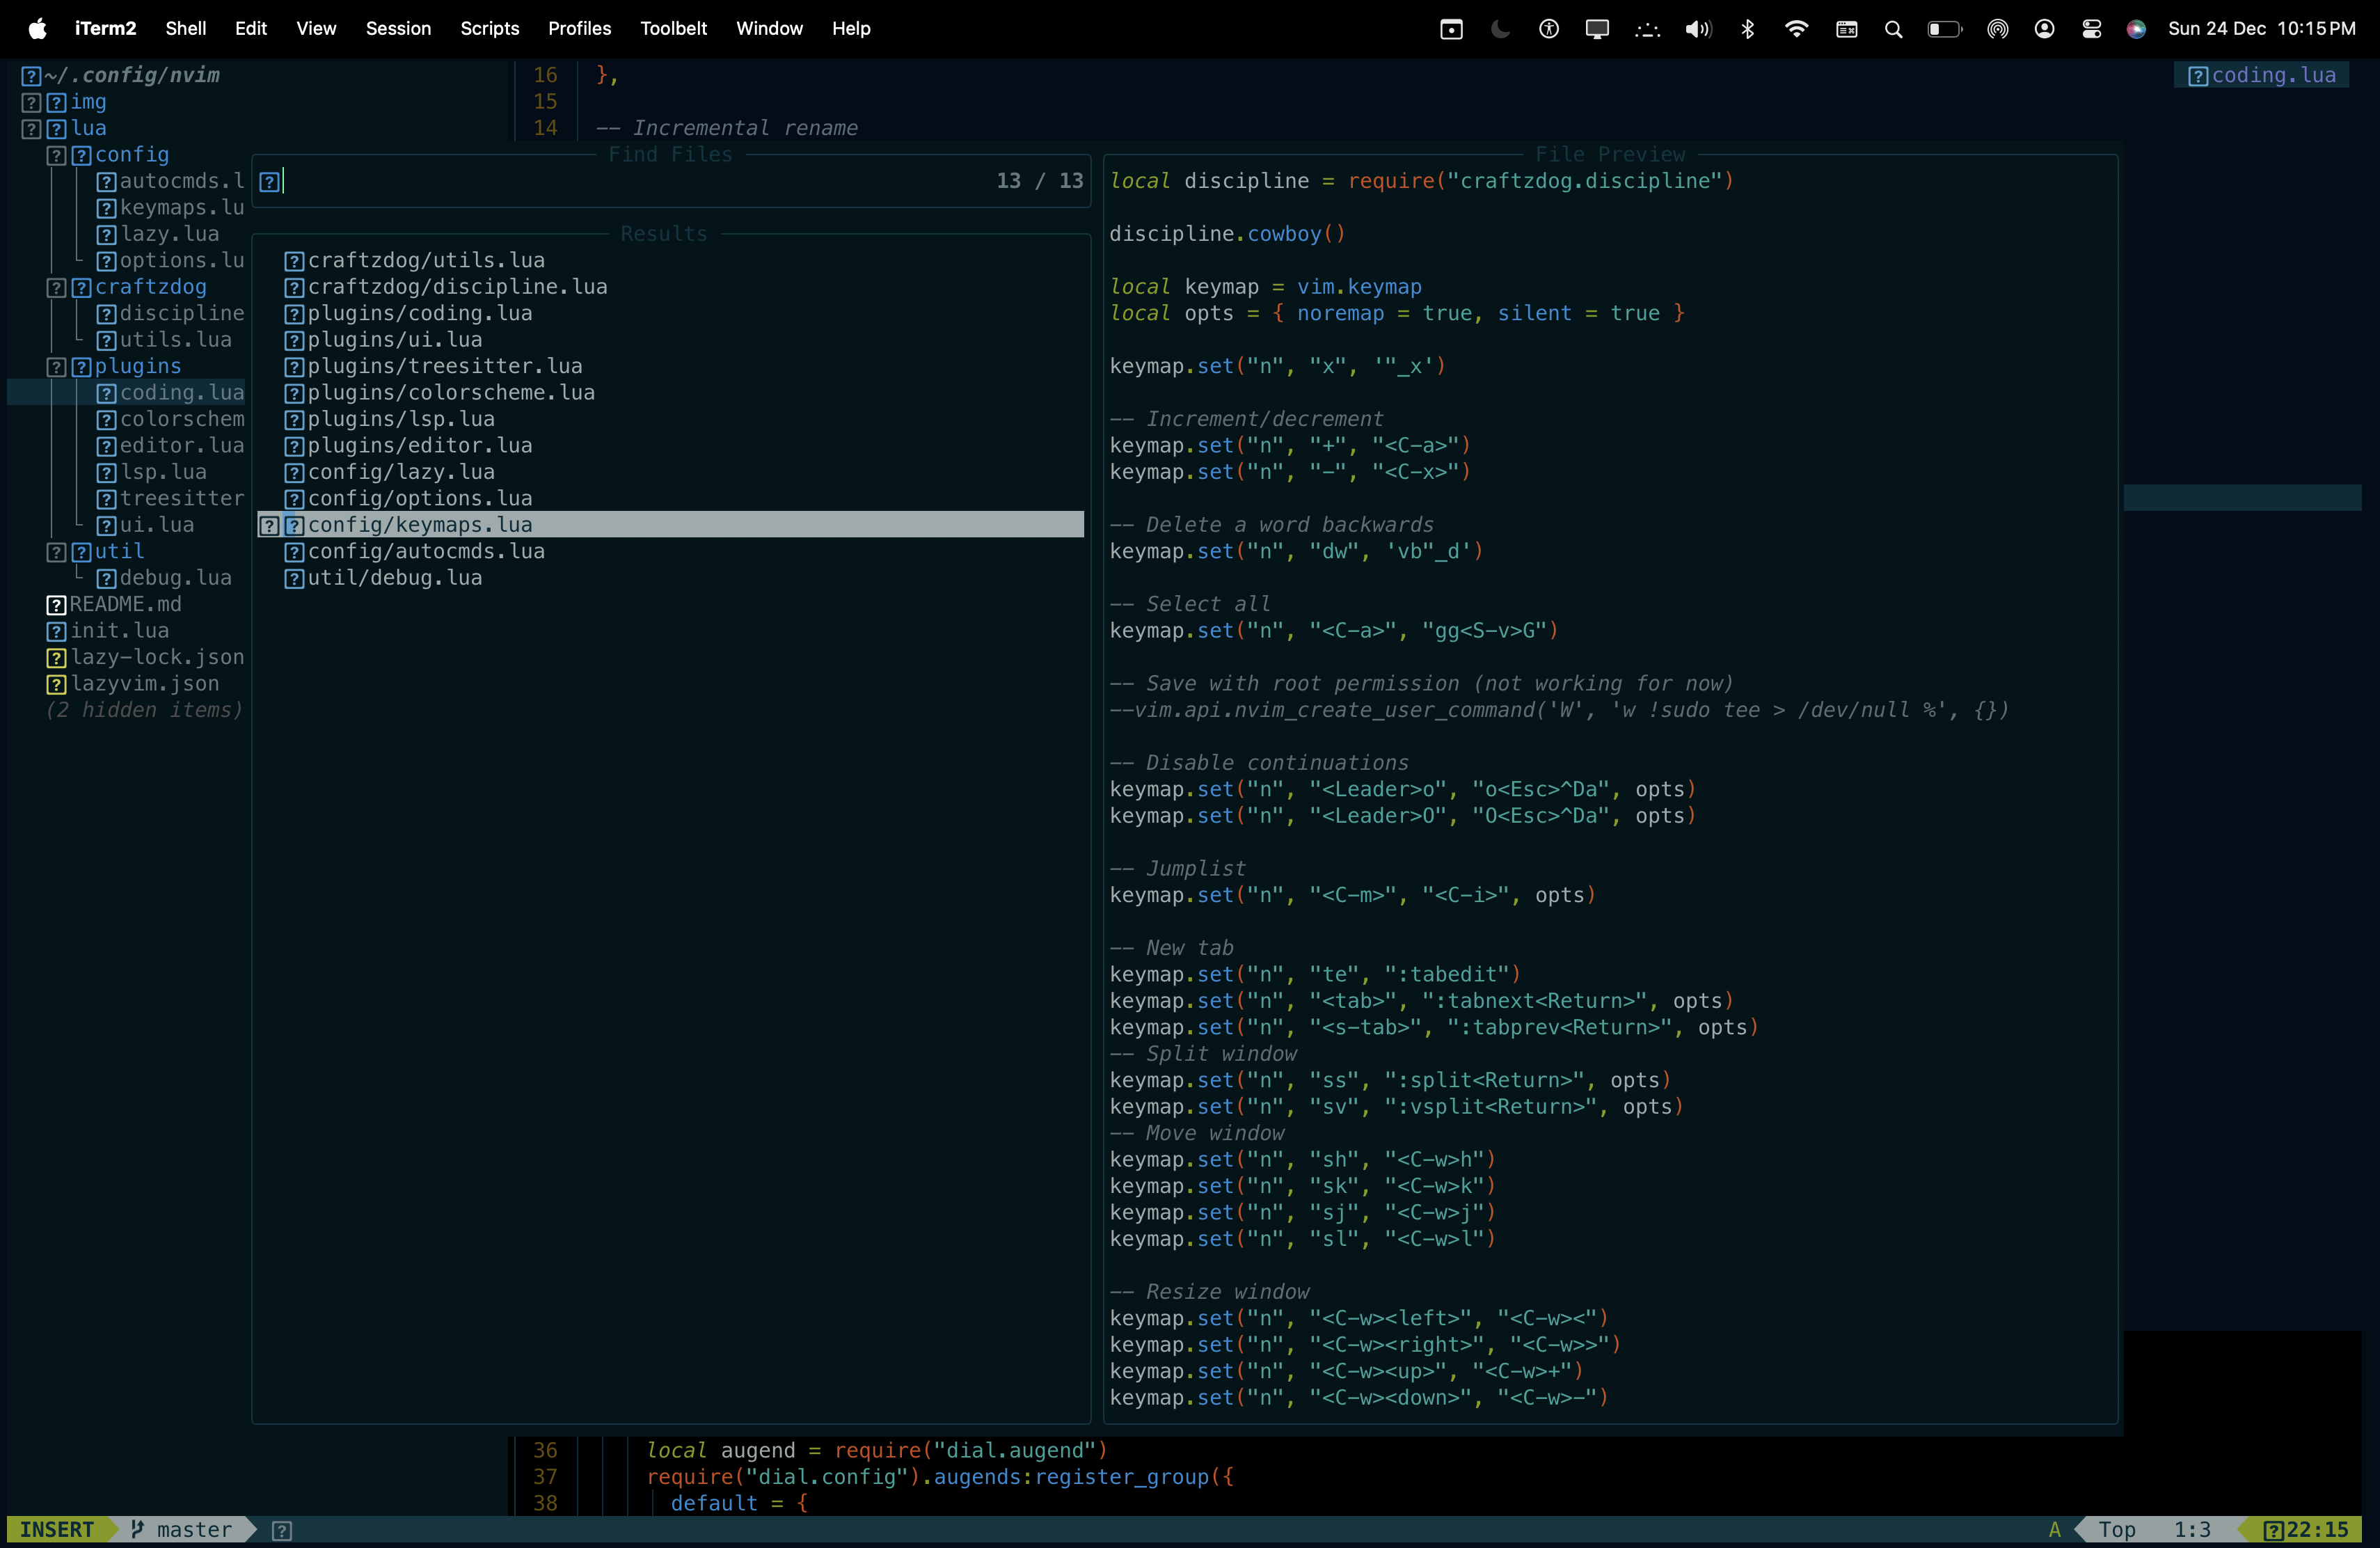 iTerm2 Shell Edit View Session Scripts Profiles Toolbelt Window Help Sun 24 Dec 10:15 PM
~/.config/nvim
img
lua
config
autocmds.l
keymaps.lu
lazy.lua
options.lu
craftzdog
discipline
utils.lua
plugins
coding.lua
colorschem
editor.lua
lsp.lua
treesitter
ui.lua
util
debug.lua
README.md
init.lua
lazy-lock.json
lazyvim.json
(2 hidden items)
16 },
15
14 -- Incremental rename
coding.lua
Find Files
13 / 13
Results
craftzdog/utils.lua
craftzdog/discipline.lua
plugins/coding.lua
plugins/ui.lua
plugins/treesitter.lua
plugins/colorscheme.lua
plugins/lsp.lua
plugins/editor.lua
config/lazy.lua
config/options.lua
config/keymaps.lua
config/autocmds.lua
util/debug.lua
File Preview
local discipline = require("craftzdog.discipline")
discipline.cowboy()
local keymap = vim.keymap
local opts = { noremap = true, silent = true }
keymap.set("n", "x", '"_x')
-- Increment/decrement
keymap.set("n", "+", "<C-a>")
keymap.set("n", "-", "<C-x>")
-- Delete a word backwards
keymap.set("n", "dw", 'vb"_d')
-- Select all
keymap.set("n", "<C-a>", "gg<S-v>G")
-- Save with root permission (not working for now)
--vim.api.nvim_create_user_command('W', 'w !sudo tee > /dev/null %', {})
-- Disable continuations
keymap.set("n", "<Leader>o", "o<Esc>^Da", opts)
keymap.set("n", "<Leader>O", "O<Esc>^Da", opts)
-- Jumplist
keymap.set("n", "<C-m>", "<C-i>", opts)
-- New tab
keymap.set("n", "te", ":tabedit")
keymap.set("n", "<tab>", ":tabnext<Return>", opts)
keymap.set("n", "<s-tab>", ":tabprev<Return>", opts)
-- Split window
keymap.set("n", "ss", ":split<Return>", opts)
keymap.set("n", "sv", ":vsplit<Return>", opts)
-- Move window
keymap.set("n", "sh", "<C-w>h")
keymap.set("n", "sk", "<C-w>k")
keymap.set("n", "sj", "<C-w>j")
keymap.set("n", "sl", "<C-w>l")
-- Resize window
keymap.set("n", "<C-w><left>", "<C-w><")
keymap.set("n", "<C-w><right>", "<C-w>>")
keymap.set("n", "<C-w><up>", "<C-w>+")
keymap.set("n", "<C-w><down>", "<C-w>-")
36 local augend = require("dial.augend")
37 require("dial.config").augends:register_group({
38 default = {
INSERT master A Top 1:3 22:15